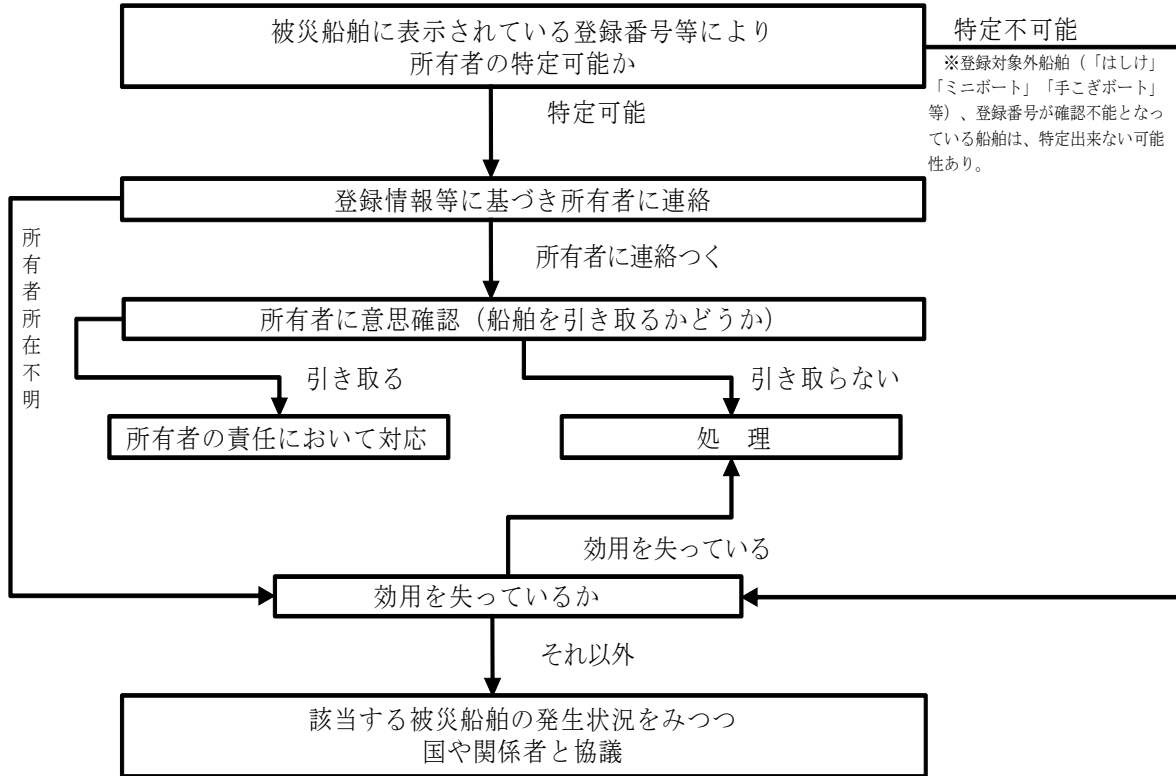 被災船舶に表示されている登録番号等により
所有者の特定可能か
特定不可能
※登録対象外船舶（「はしけ」
「ミニボート」「手こぎボート」
等）、登録番号が確認不能となっ
ている船舶は、特定出来ない可能
性あり。
特定可能
登録情報等に基づき所有者に連絡
所有者所在不明
所有者に連絡つく
所有者に意思確認（船舶を引き取るかどうか）
引き取る
引き取らない
所有者の責任において対応
処　理
効用を失っている
効用を失っているか
それ以外
該当する被災船舶の発生状況をみつつ
国や関係者と協議